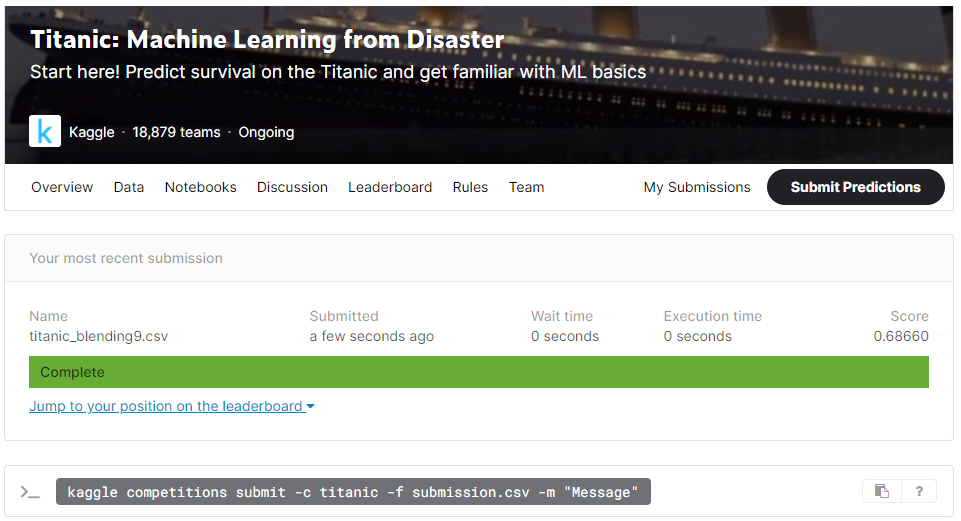 Titanic: Machine Learning from Disaster
Start here! Predict survival on the Titanic and get familiar with ML basics
k Kaggle · 18,879 teams · Ongoing
Overview Data Notebooks Discussion Leaderboard Rules Team My Submissions Submit Predictions
Your most recent submission
Name Submitted Wait time Execution time Score
titanic_blending9.csv a few seconds ago 0 seconds 0 seconds 0.68660
Complete
Jump to your position on the leaderboard
>_ kaggle competitions submit -c titanic -f submission.csv -m "Message" ?